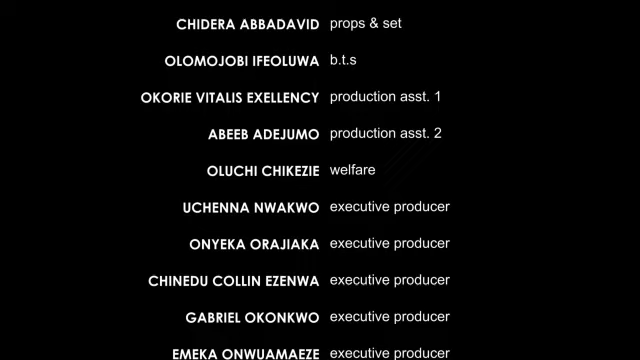 CHIDERA ABBADAVID props & set
OLOMOJOBI IFEOLUWA b.t.s
OKORIE VITALIS EXELLENCY production asst. 1
ABEEB ADEJUMO production asst. 2
OLUCHI CHIKEZIE welfare
UCHENNA NWAKWO executive producer
ONYEKA ORAJIAKA executive producer
CHINEDU COLLIN EZENWA executive producer
GABRIEL OKONKWO executive producer
EMEKA ONWUAMAEZE executive producer